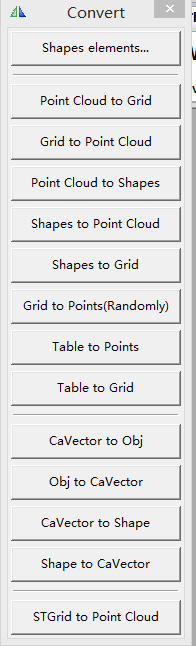 Convert
Shapes elements...
Point Cloud to Grid
Grid to Point Cloud
Point Cloud to Shapes
Shapes to Point Cloud
Shapes to Grid
Grid to Points(Randomly)
Table to Points
Table to Grid
CaVector to Obj
Obj to CaVector
CaVector to Shape
Shape to CaVector
STGrid to Point Cloud